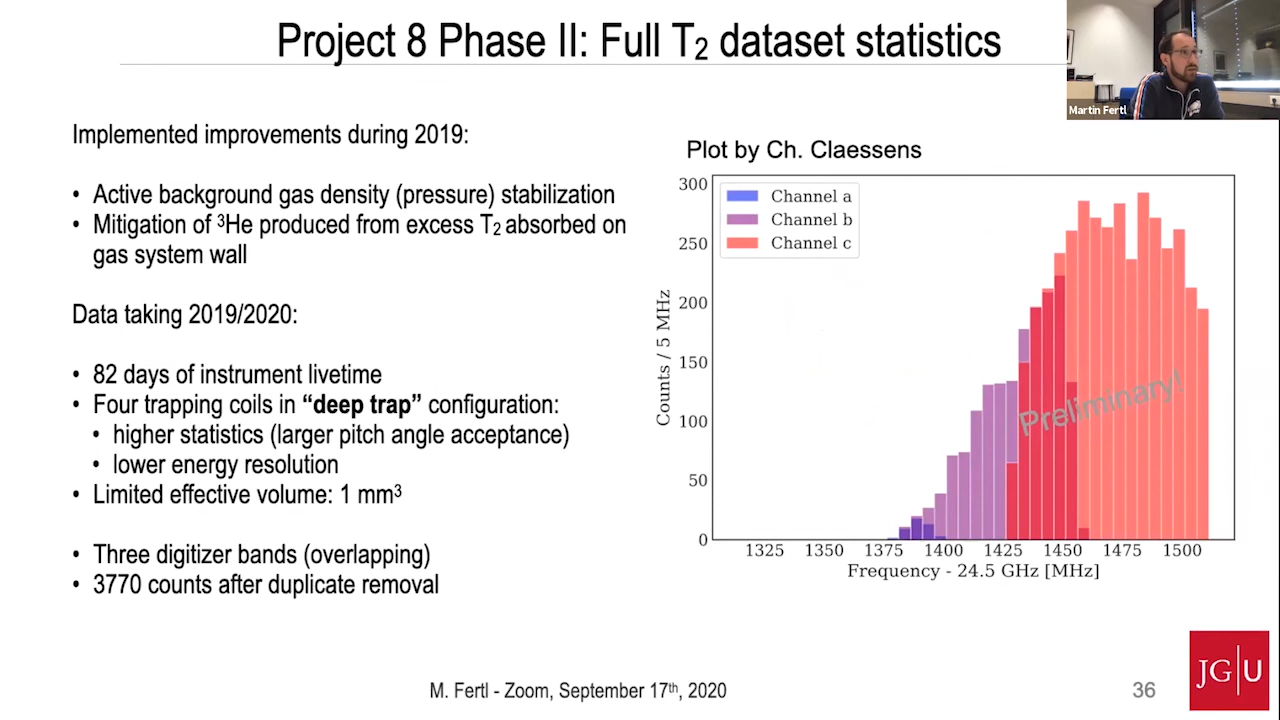 Project 8 Phase II: Full T₂ dataset statistics
Martin Fertl
Implemented improvements during 2019:
• Active background gas density (pressure) stabilization
• Mitigation of ³He produced from excess T₂ absorbed on
gas system wall
Data taking 2019/2020:
• 82 days of instrument livetime
• Four trapping coils in “deep trap” configuration:
• higher statistics (larger pitch angle acceptance)
• lower energy resolution
• Limited effective volume: 1 mm³
• Three digitizer bands (overlapping)
• 3770 counts after duplicate removal
Plot by Ch. Claessens
Channel a
Channel b
Channel c
Counts / 5 MHz
300
250
200
150
100
50
0
Preliminary!
1325 1350 1375 1400 1425 1450 1475 1500
Frequency - 24.5 GHz [MHz]
M. Fertl - Zoom, September 17ᵗʰ, 2020
36
JG|U